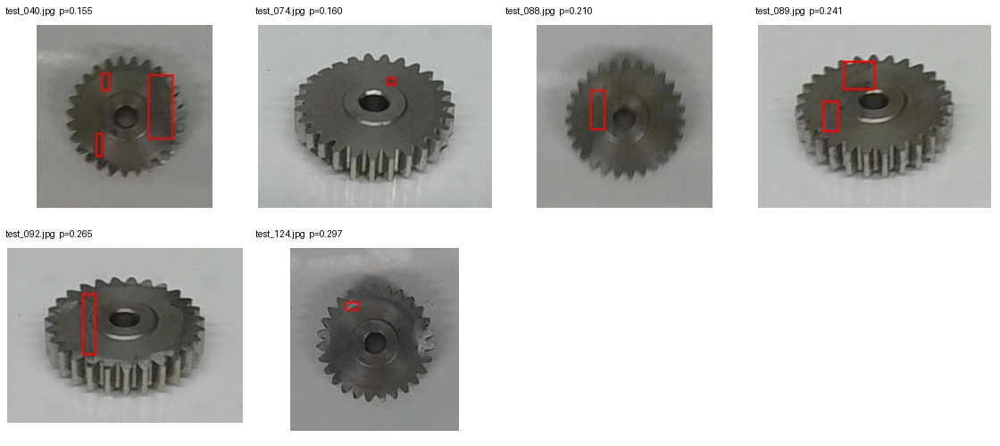 test_040.jpg p=0.155
test_074.jpg p=0.160
test_088.jpg p=0.210
test_089.jpg p=0.241
test_092.jpg p=0.265
test_124.jpg p=0.297